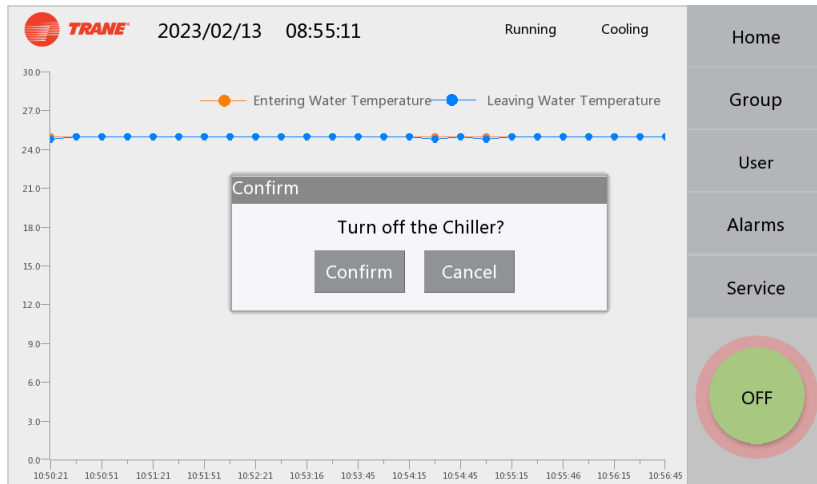 TRANE
2023/02/13 08:55:11 Running Cooling
Home
Group
User
Alarms
Service
OFF
Entering Water Temperature Leaving Water Temperature
30.0
27.0
24.0
21.0
18.0
15.0
12.0
9.0
6.0
3.0
0.0
Confirm
Turn off the Chiller?
Confirm Cancel
10:50:21 10:50:51 10:51:21 10:51:51 10:52:21 10:53:16 10:53:45 10:54:15 10:54:45 10:55:15 10:55:46 10:56:15 10:56:45